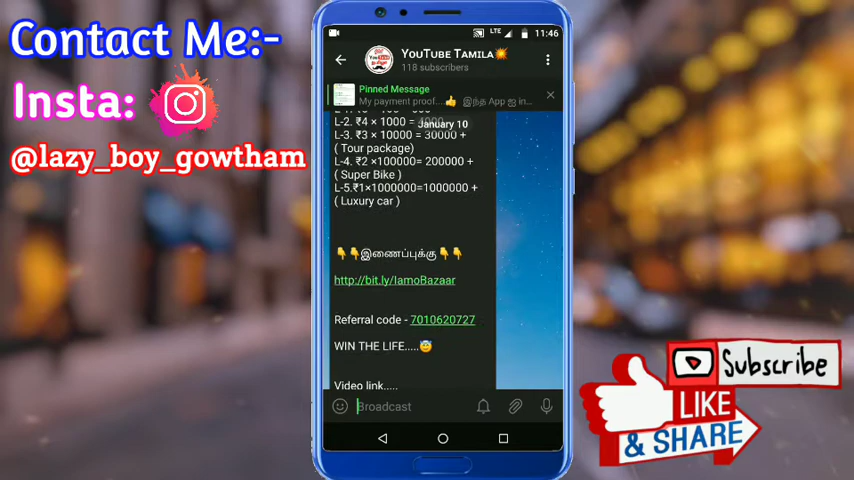 Contact Me:-
Insta:
@lazy_boy_gowtham
LTE 11:46
YouTube Tamila
118 subscribers
Pinned Message
My payment proof.... இந்த App ஐ in...
January 10
L-2. ₹4 × 1000 = 4000
L-3. ₹3 × 10000 = 30000 +
( Tour package)
L-4. ₹2 ×100000= 200000 +
( Super Bike )
L-5.₹1×1000000=1000000 +
( Luxury car )
👇👇இணைப்புக்கு👇👇
http://bit.ly/IamoBazaar
Referral code - 7010620727
WIN THE LIFE.....😇
Video link.....
Broadcast
Subscribe
LIKE
& SHARE